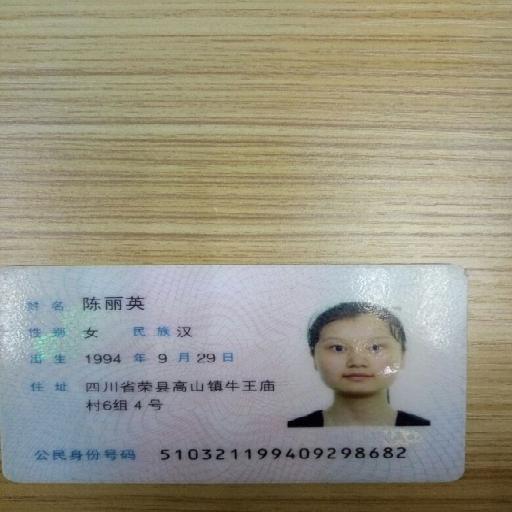 姓名 陈丽英
性别 女 民族 汉
出生 1994 年 9 月 29 日
住址 四川省荣县高山镇牛王庙
村6组 4 号
公民身份号码 510321199409298682